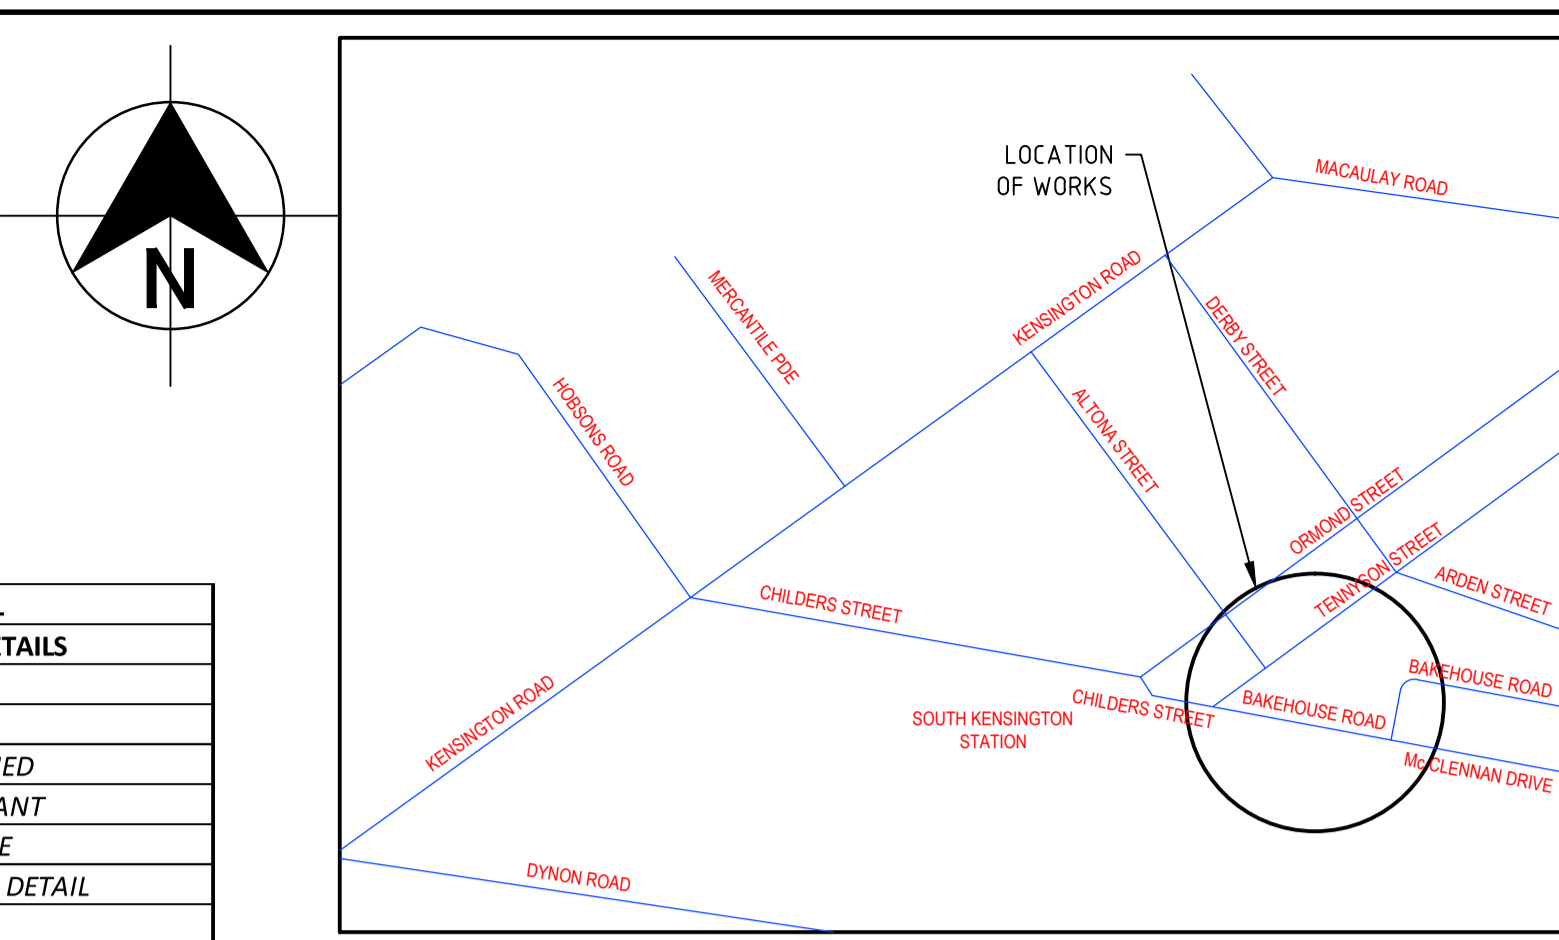 LOCATION
OF WORKS
MACAULAY ROAD
KENSINGTON ROAD
MERCANTILE PDE
DERBY STREET
HOBSONS ROAD
ALTONA STREET
N
ORMOND STREET
TENNYSON STREET
ARDEN STREET
CHILDERS STREET
BAKEHOUSE ROAD
CHILDERS STREET
BAKEHOUSE ROAD
SOUTH KENSINGTON
STATION
KENSINGTON ROAD
McCLENNAN DRIVE
DYNON ROAD
ETAILS
IED
ANT
E
DETAIL